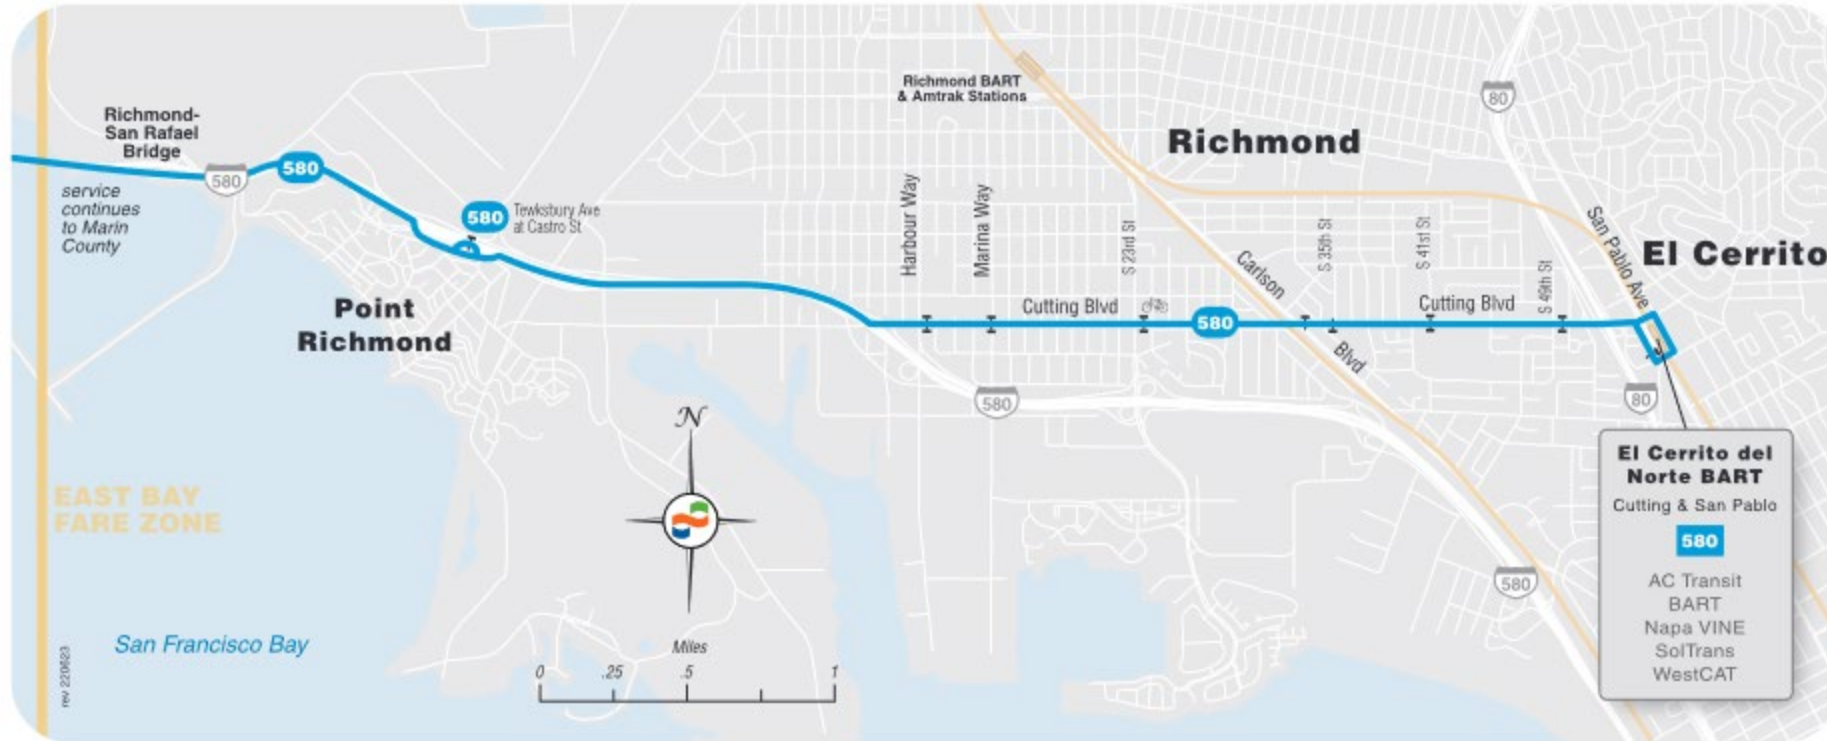 Richmond BART
& Amtrak Stations
80
Richmond-
San Rafael
Bridge
Richmond
580
580
service
continues
to Marin
County
580
Tewksbury Ave
at Castro St
Harbour Way
Marina Way
S 23rd St
Carlson
S 35th St
S 41st St
S 49th St
San Pablo Ave
El Cerrito
Point
Richmond
Cutting Blvd
580
Cutting Blvd
Blvd
580
80
N
El Cerrito del
Norte BART
Cutting & San Pablo
580
AC Transit
BART
Napa VINE
SolTrans
WestCAT
EAST BAY
FARE ZONE
580
San Francisco Bay
Miles
0 .25 .5 1
rev 220623